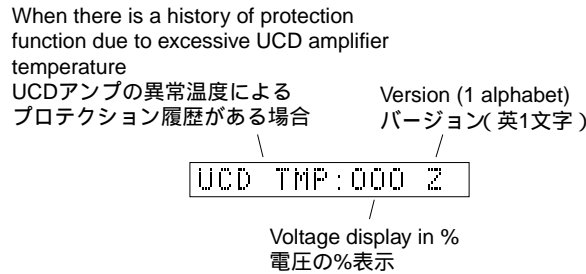 When there is a history of protection
function due to excessive UCD amplifier
temperature
UCDアンプの異常温度による
プロテクション履歴がある場合
Version (1 alphabet)
バージョン（英1文字）
UCD TMP:000 Z
Voltage display in %
電圧の%表示